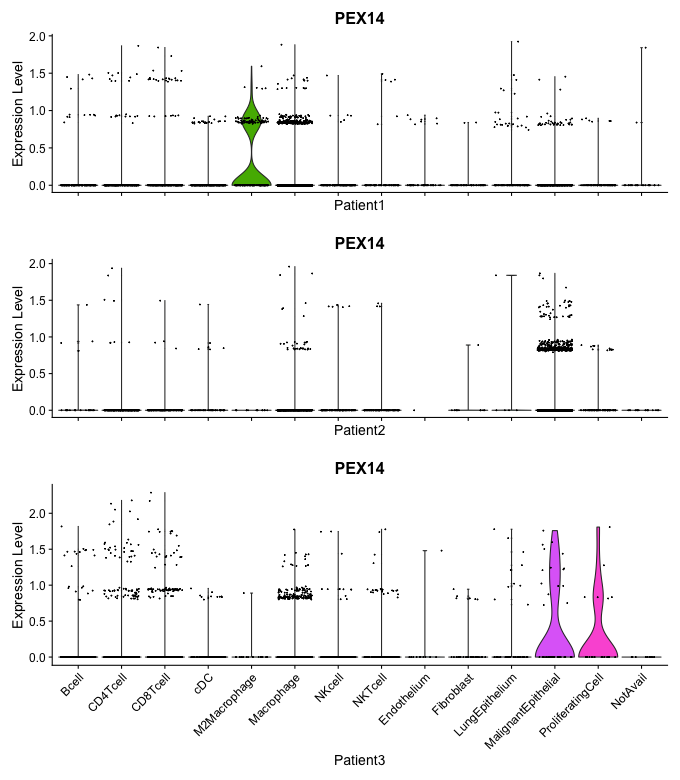 PEX14
Expression Level
2.0
1.5
1.0
0.5
0.0
Patient1
PEX14
Expression Level
2.0
1.5
1.0
0.5
0.0
Patient2
PEX14
Expression Level
2.0
1.5
1.0
0.5
0.0
Bcell
CD4Tcell
CD8Tcell
cDC
M2Macrophage
Macrophage
NKcell
NKTcell
Endothelium
Fibroblast
LungEpithelium
MalignantEpithelial
ProliferatingCell
NotAvail
Patient3